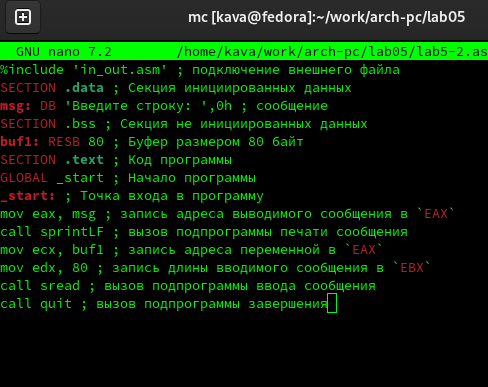 mc [kava@fedora]:~/work/arch-pc/lab05
GNU nano 7.2 /home/kava/work/arch-pc/lab05/lab5-2.as
%include 'in_out.asm' ; подключение внешнего файла
SECTION .data ; Секция инициированных данных
msg: DB 'Введите строку: ',0h ; сообщение
SECTION .bss ; Секция не инициированных данных
buf1: RESB 80 ; Буфер размером 80 байт
SECTION .text ; Код программы
GLOBAL _start ; Начало программы
_start: ; Точка входа в программу
mov eax, msg ; запись адреса выводимого сообщения в `EAX`
call sprintLF ; вызов подпрограммы печати сообщения
mov ecx, buf1 ; запись адреса переменной в `EAX`
mov edx, 80 ; запись длины вводимого сообщения в `EBX`
call sread ; вызов подпрограммы ввода сообщения
call quit ; вызов подпрограммы завершения